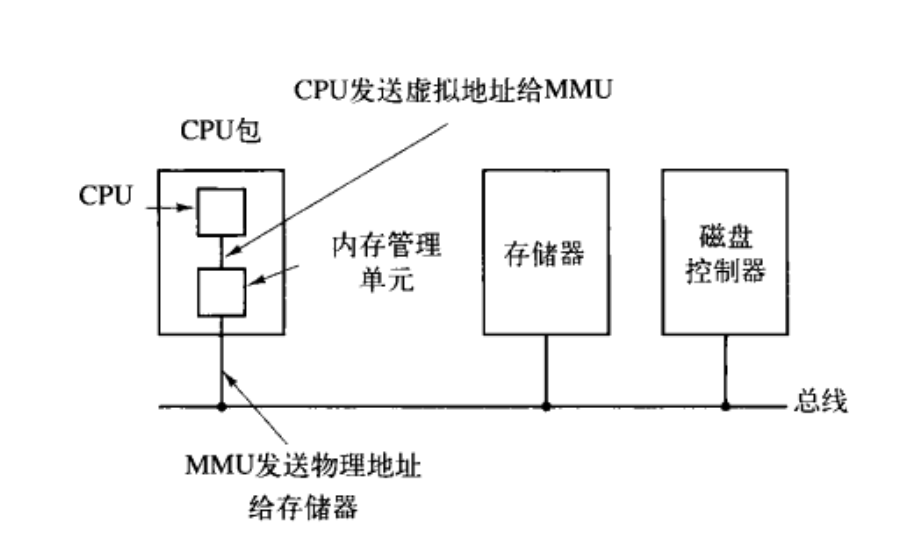 CPU发送虚拟地址给MMU
CPU包
CPU
内存管理
单元
存储器
磁盘
控制器
总线
MMU发送物理地址
给存储器